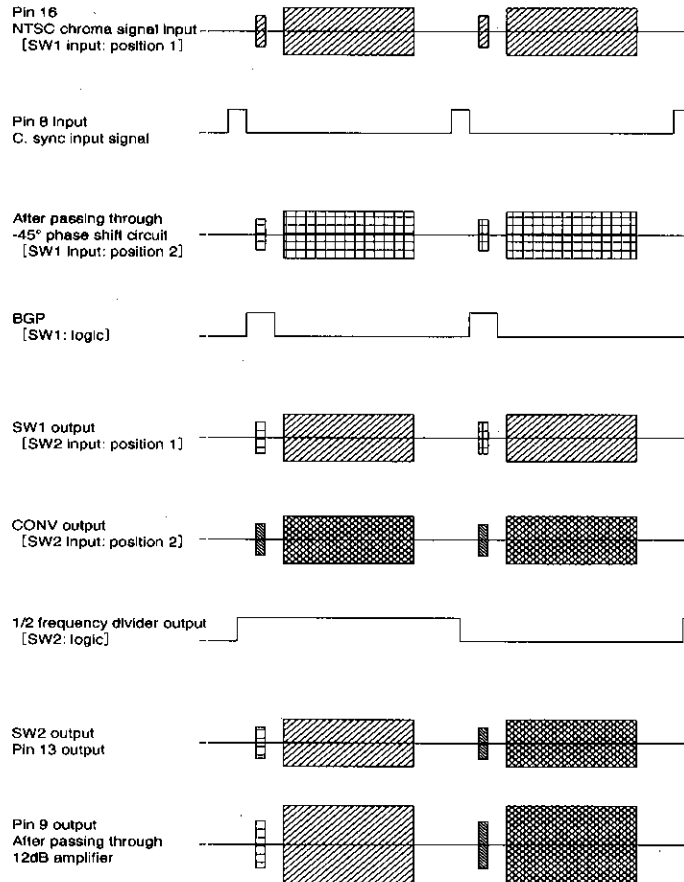 Pin 16
NTSC chroma signal input
[SW1 input: position 1]
Pin 8 Input
C. sync input signal
After passing through
-45° phase shift circuit
[SW1 Input: position 2]
BGP
[SW1: logic]
SW1 output
[SW2 input: position 1]
CONV output
[SW2 Input: position 2]
1/2 frequency divider output
[SW2: logic]
SW2 output
Pin 13 output
Pin 9 output
After passing through
12dB amplifier